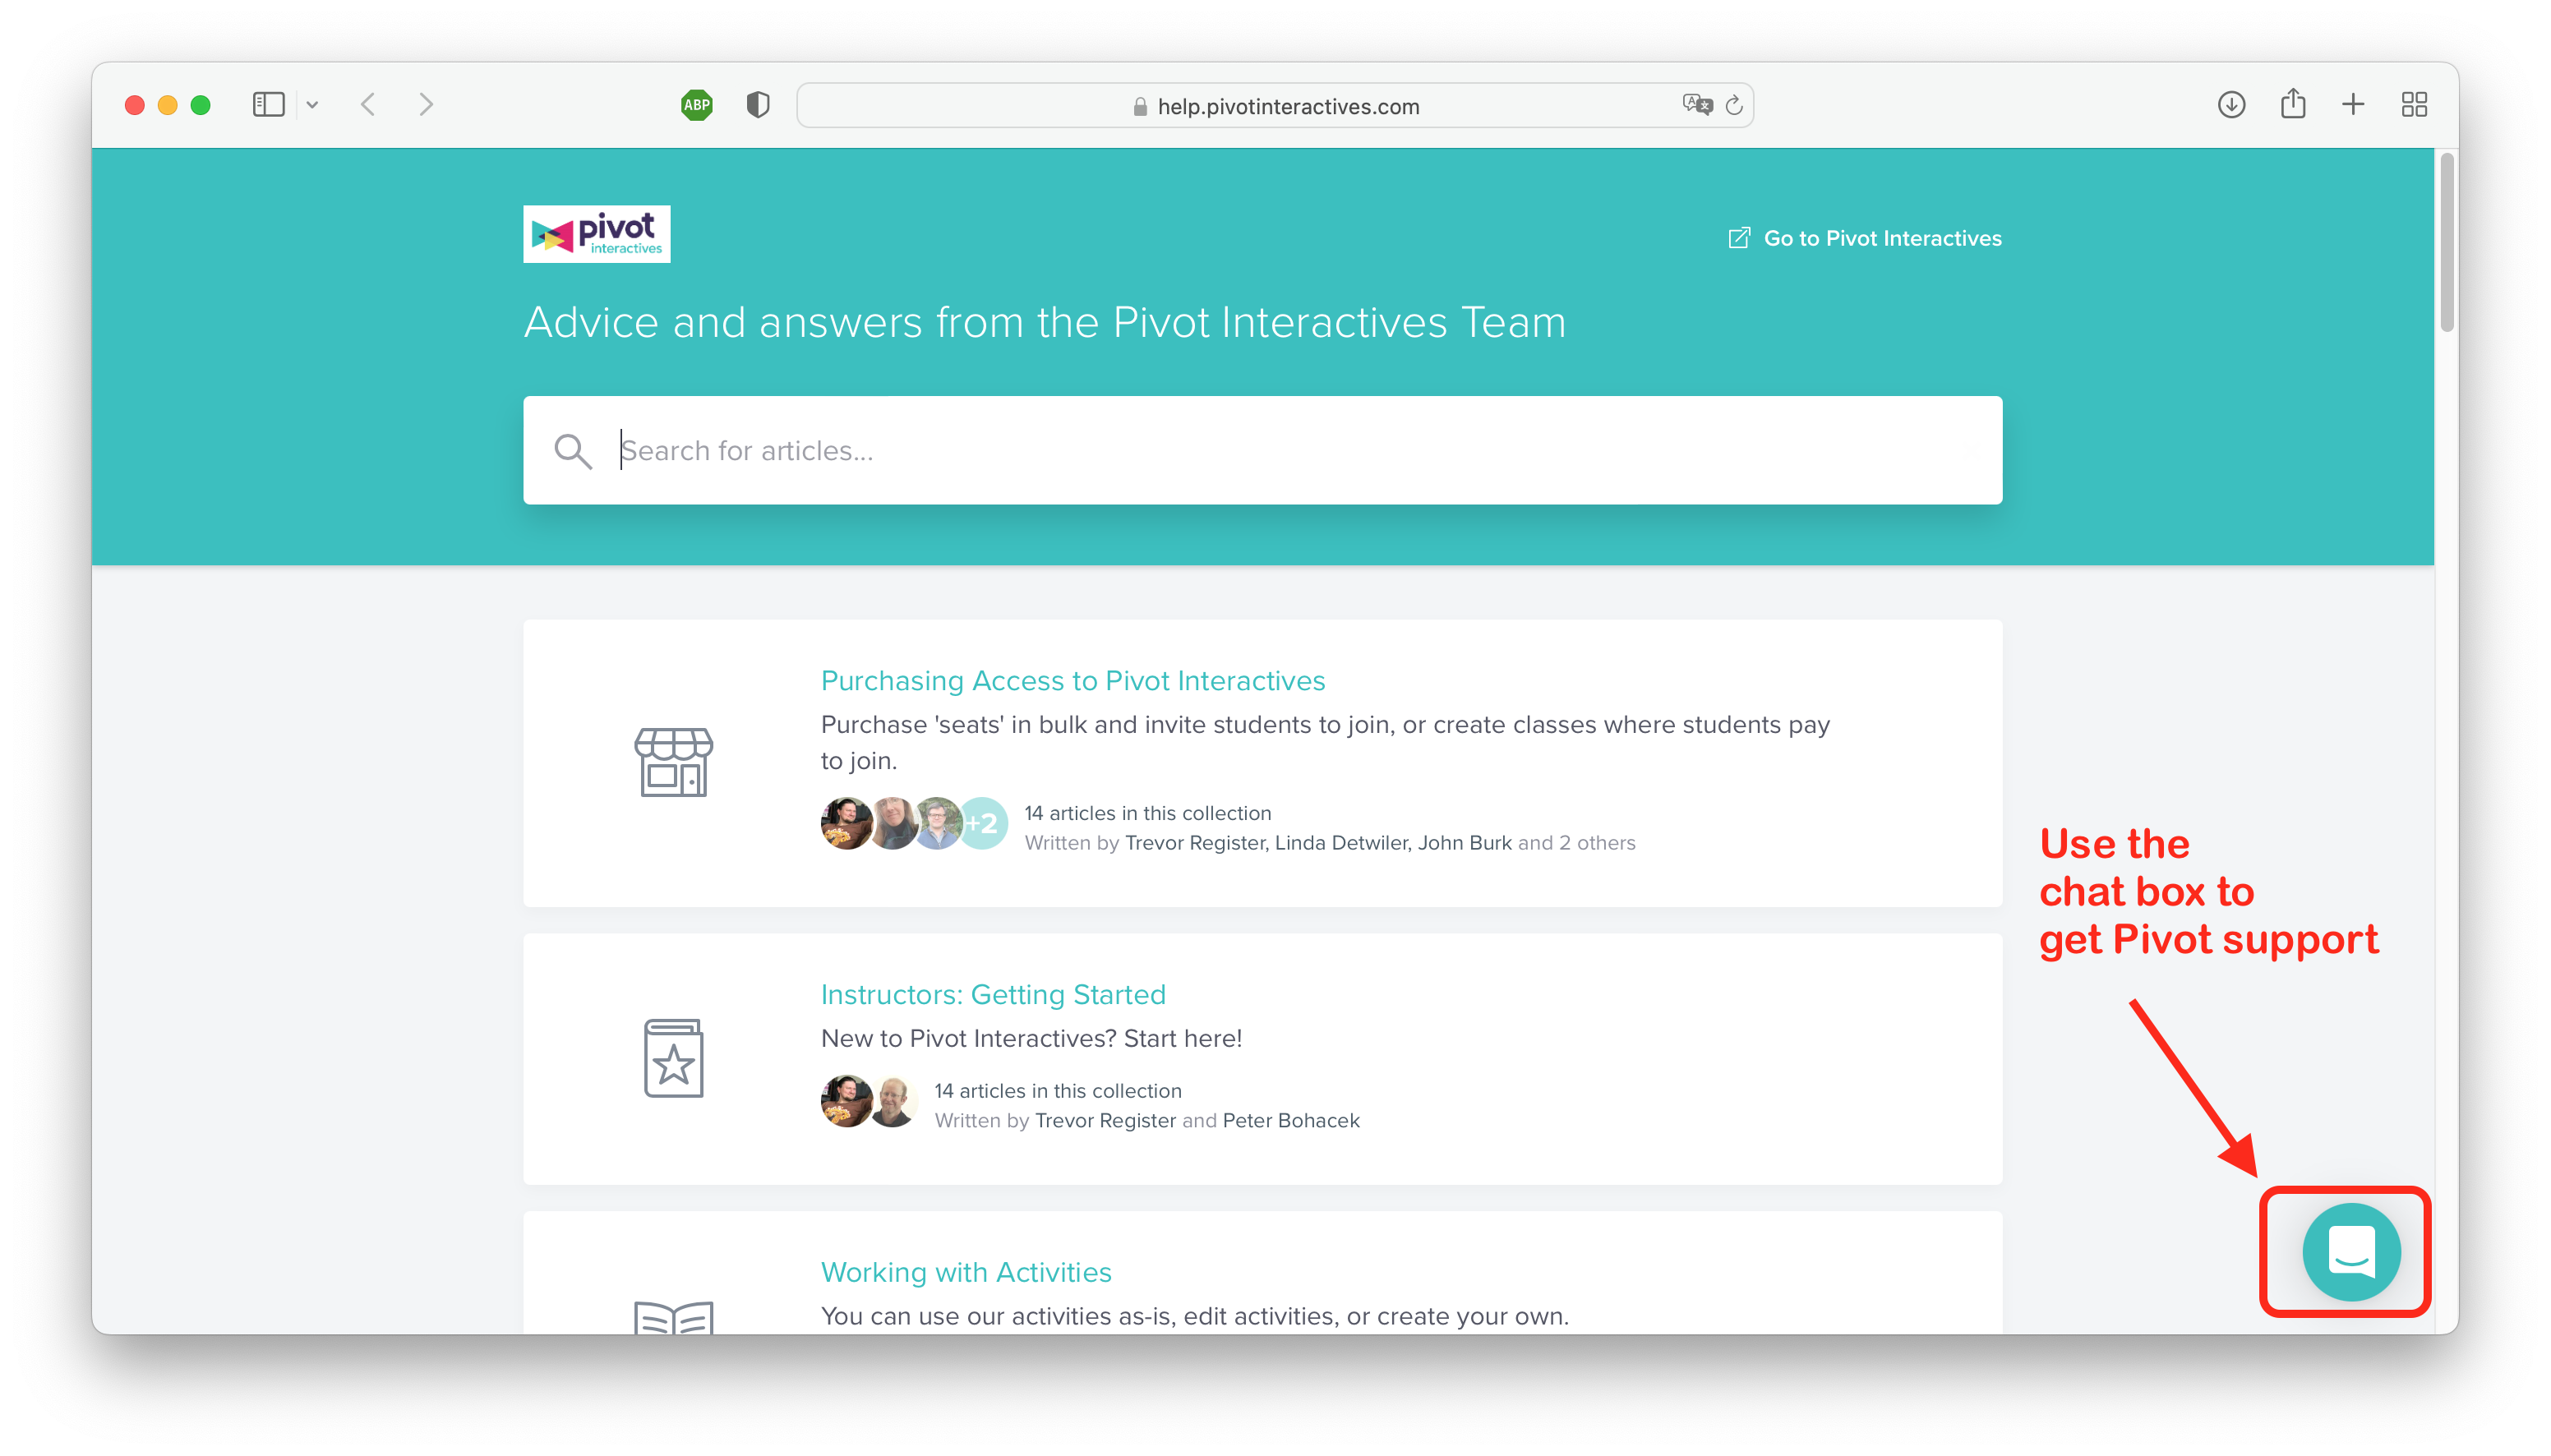 ABP
help.pivotinteractives.com
pivot
interactives
Go to Pivot Interactives
Advice and answers from the Pivot Interactives Team
Search for articles...
Purchasing Access to Pivot Interactives
Purchase 'seats' in bulk and invite students to join, or create classes where students pay
to join.
+2
14 articles in this collection
Written by Trevor Register, Linda Detwiler, John Burk and 2 others
Use the
chat box to
get Pivot support
Instructors: Getting Started
New to Pivot Interactives? Start here!
14 articles in this collection
Written by Trevor Register and Peter Bohacek
Working with Activities
You can use our activities as-is, edit activities, or create your own.